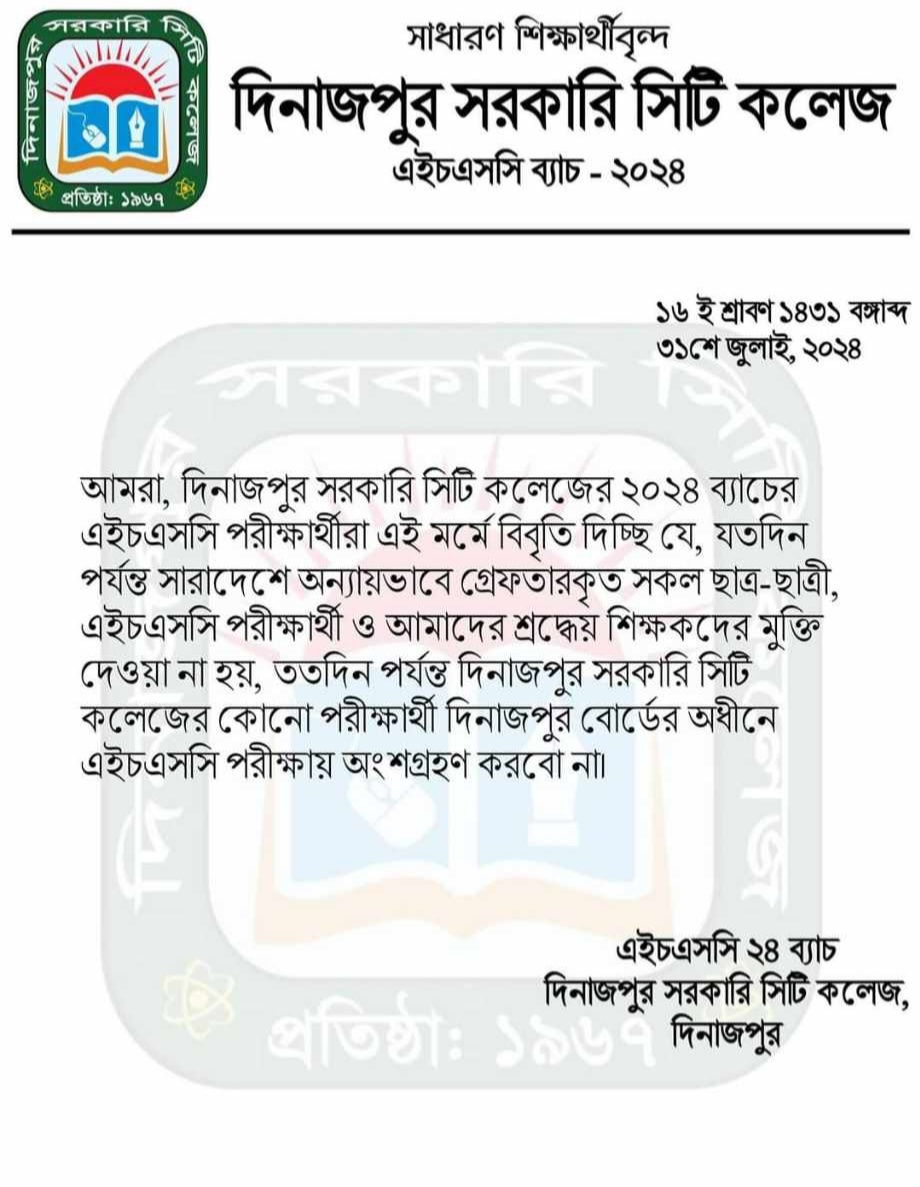 সাধারণ শিক্ষার্থীবৃন্দ
দিনাজপুর সরকারি সিটি কলেজ
এইচএসসি ব্যাচ - ২০২৪
দিনাজপুর সরকারি সিটি কলেজ
প্রতিষ্ঠা: ১৯৬৭
১৬ ই শ্রাবণ ১৪৩১ বঙ্গাব্দ
৩১শে জুলাই, ২০২৪
আমরা, দিনাজপুর সরকারি সিটি কলেজের ২০২৪ ব্যাচের
এইচএসসি পরীক্ষার্থীরা এই মর্মে বিবৃতি দিচ্ছি যে, যতদিন
পর্যন্ত সারাদেশে অন্যায়ভাবে গ্রেফতারকৃত সকল ছাত্র-ছাত্রী,
এইচএসসি পরীক্ষার্থী ও আমাদের শ্রদ্ধেয় শিক্ষকদের মুক্তি
দেওয়া না হয়, ততদিন পর্যন্ত দিনাজপুর সরকারি সিটি
কলেজের কোনো পরীক্ষার্থী দিনাজপুর বোর্ডের অধীনে
এইচএসসি পরীক্ষায় অংশগ্রহণ করবো না।
এইচএসসি ২৪ ব্যাচ
দিনাজপুর সরকারি সিটি কলেজ,
দিনাজপুর
দিনাজপুর সরকারি সিটি কলেজ
প্রতিষ্ঠা: ১৯৬৭